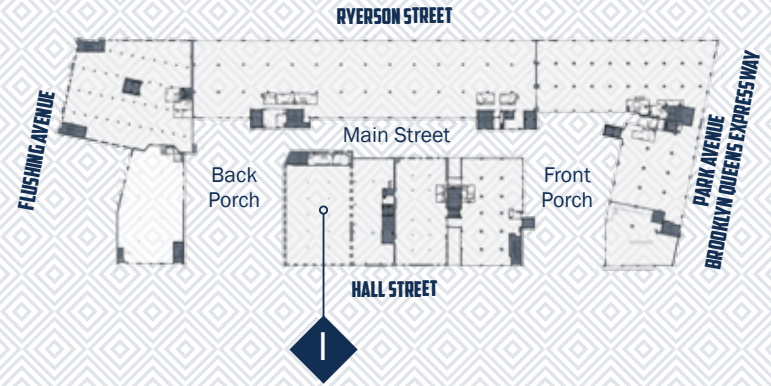 RYERSON STREET
FLUSHING AVENUE
Main Street
Back
Porch
Front
Porch
PARK AVENUE
BROOKLYN QUEENS EXPRESSWAY
HALL STREET
I